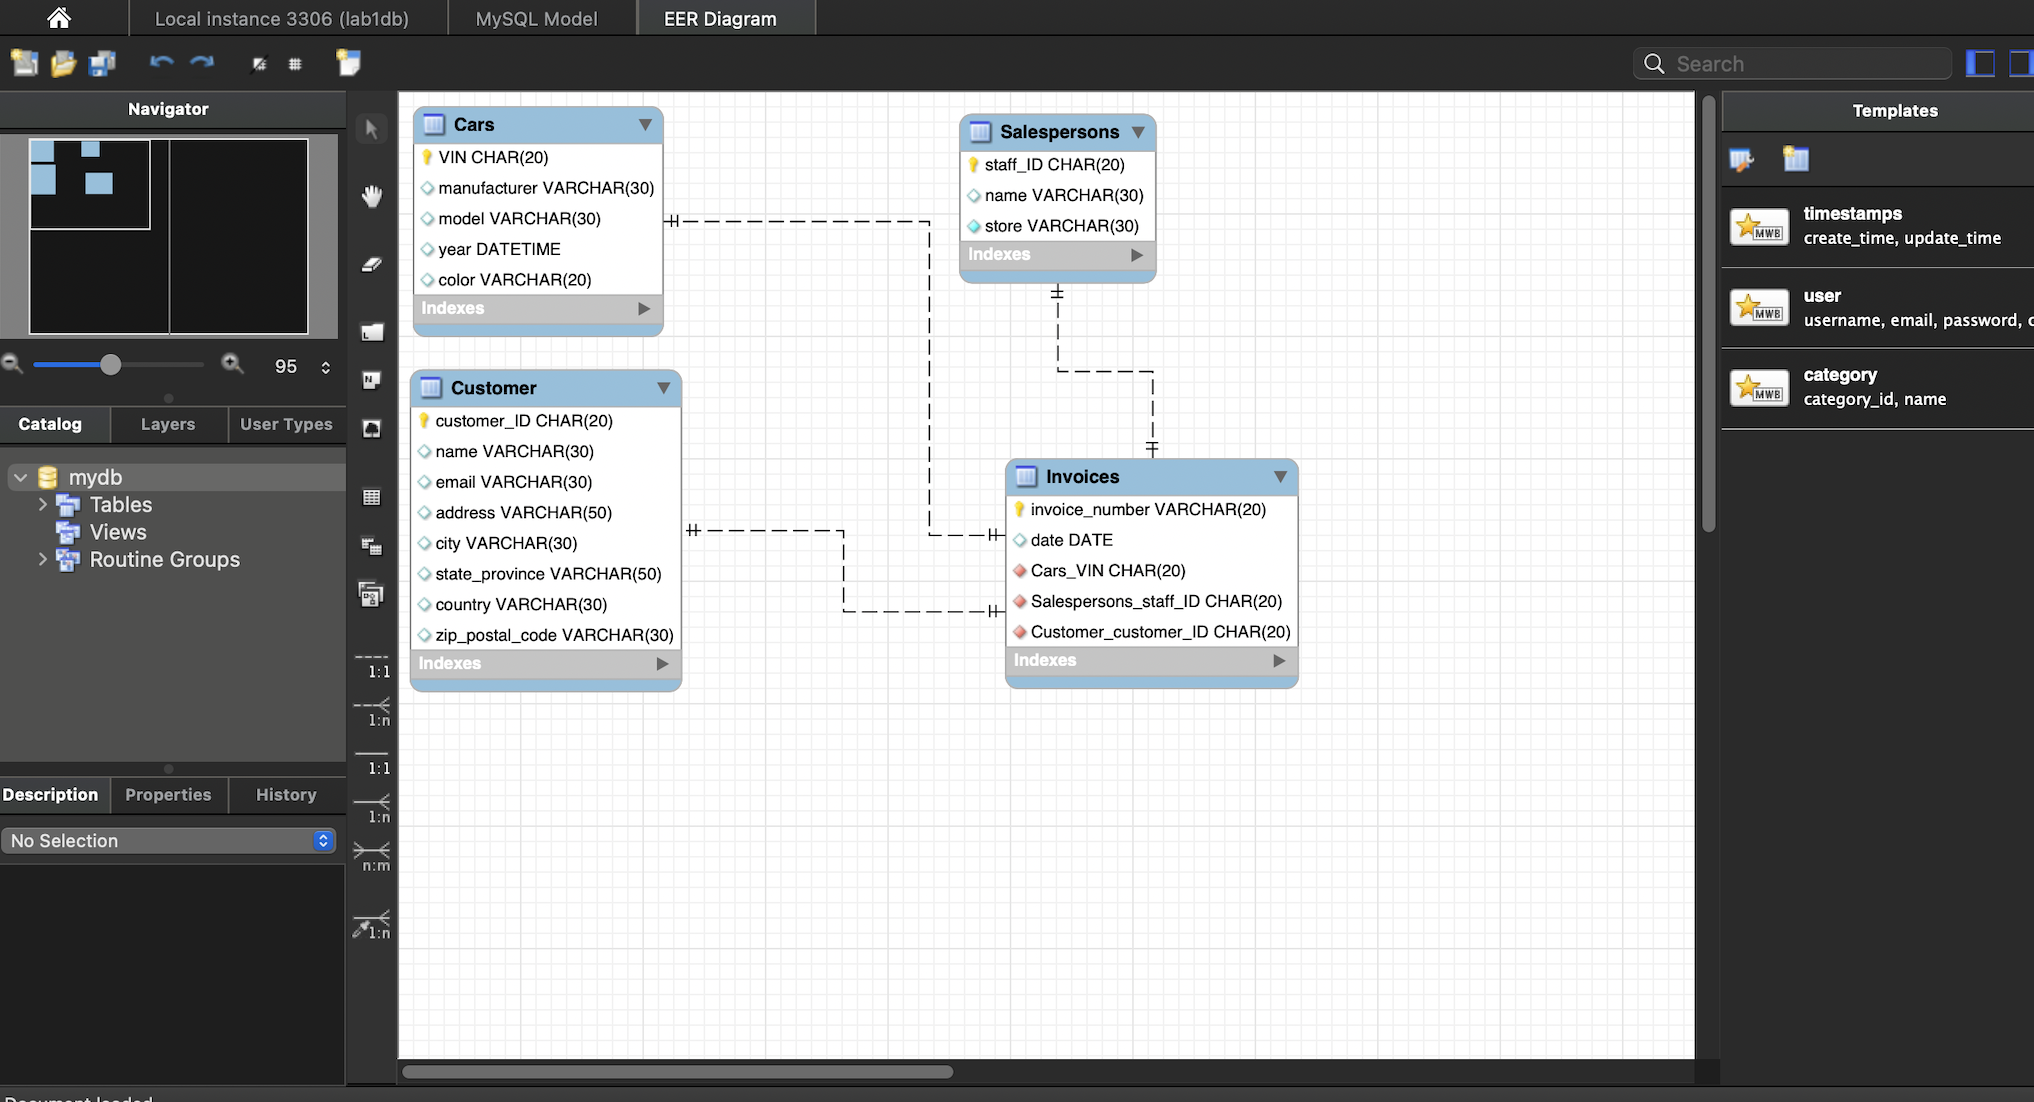 Local instance 3306 (lab1db)
MySQL Model
EER Diagram
Search
Navigator
95
Catalog
Layers
User Types
mydb
Tables
Views
Routine Groups
Description
Properties
History
No Selection
L
N
1:1
1:n
1:1
1:n
n:m
1:n
Cars
VIN CHAR(20)
manufacturer VARCHAR(30)
model VARCHAR(30)
year DATETIME
color VARCHAR(20)
Indexes
Salespersons
staff_ID CHAR(20)
name VARCHAR(30)
store VARCHAR(30)
Indexes
Customer
customer_ID CHAR(20)
name VARCHAR(30)
email VARCHAR(30)
address VARCHAR(50)
city VARCHAR(30)
state_province VARCHAR(50)
country VARCHAR(30)
zip_postal_code VARCHAR(30)
Indexes
Invoices
invoice_number VARCHAR(20)
date DATE
Cars_VIN CHAR(20)
Salespersons_staff_ID CHAR(20)
Customer_customer_ID CHAR(20)
Indexes
Templates
MWB
timestamps
create_time, update_time
MWB
user
username, email, password, c
MWB
category
category_id, name
Document loaded